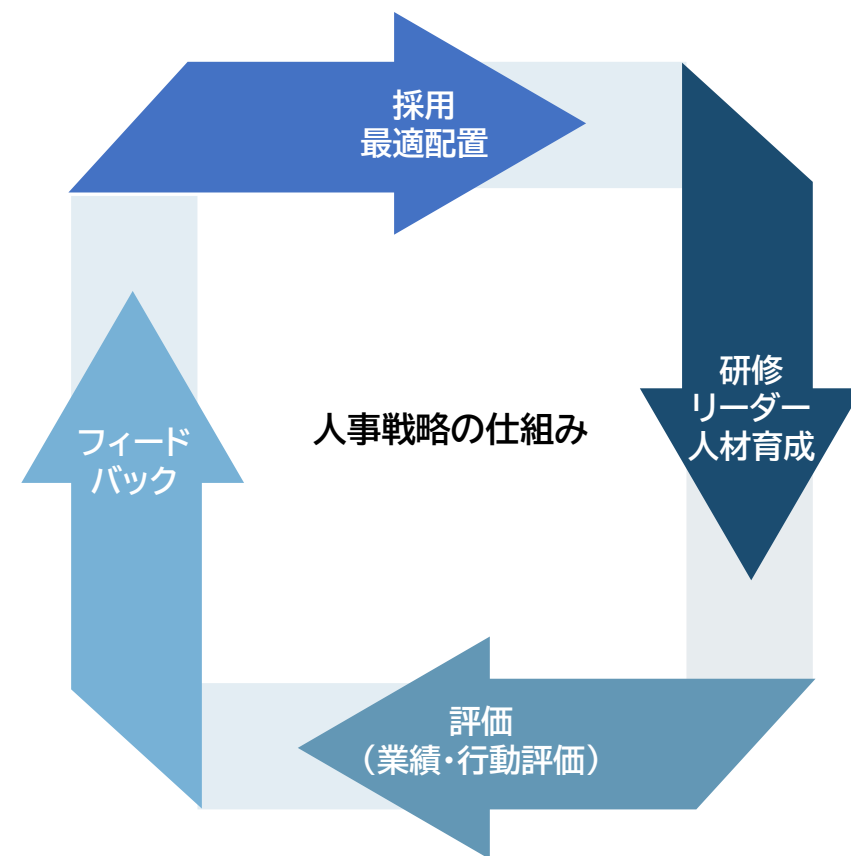 採用
最適配置
研修
リーダー
人材育成
人事戦略の仕組み
フィード
バック
評価
（業績・行動評価）